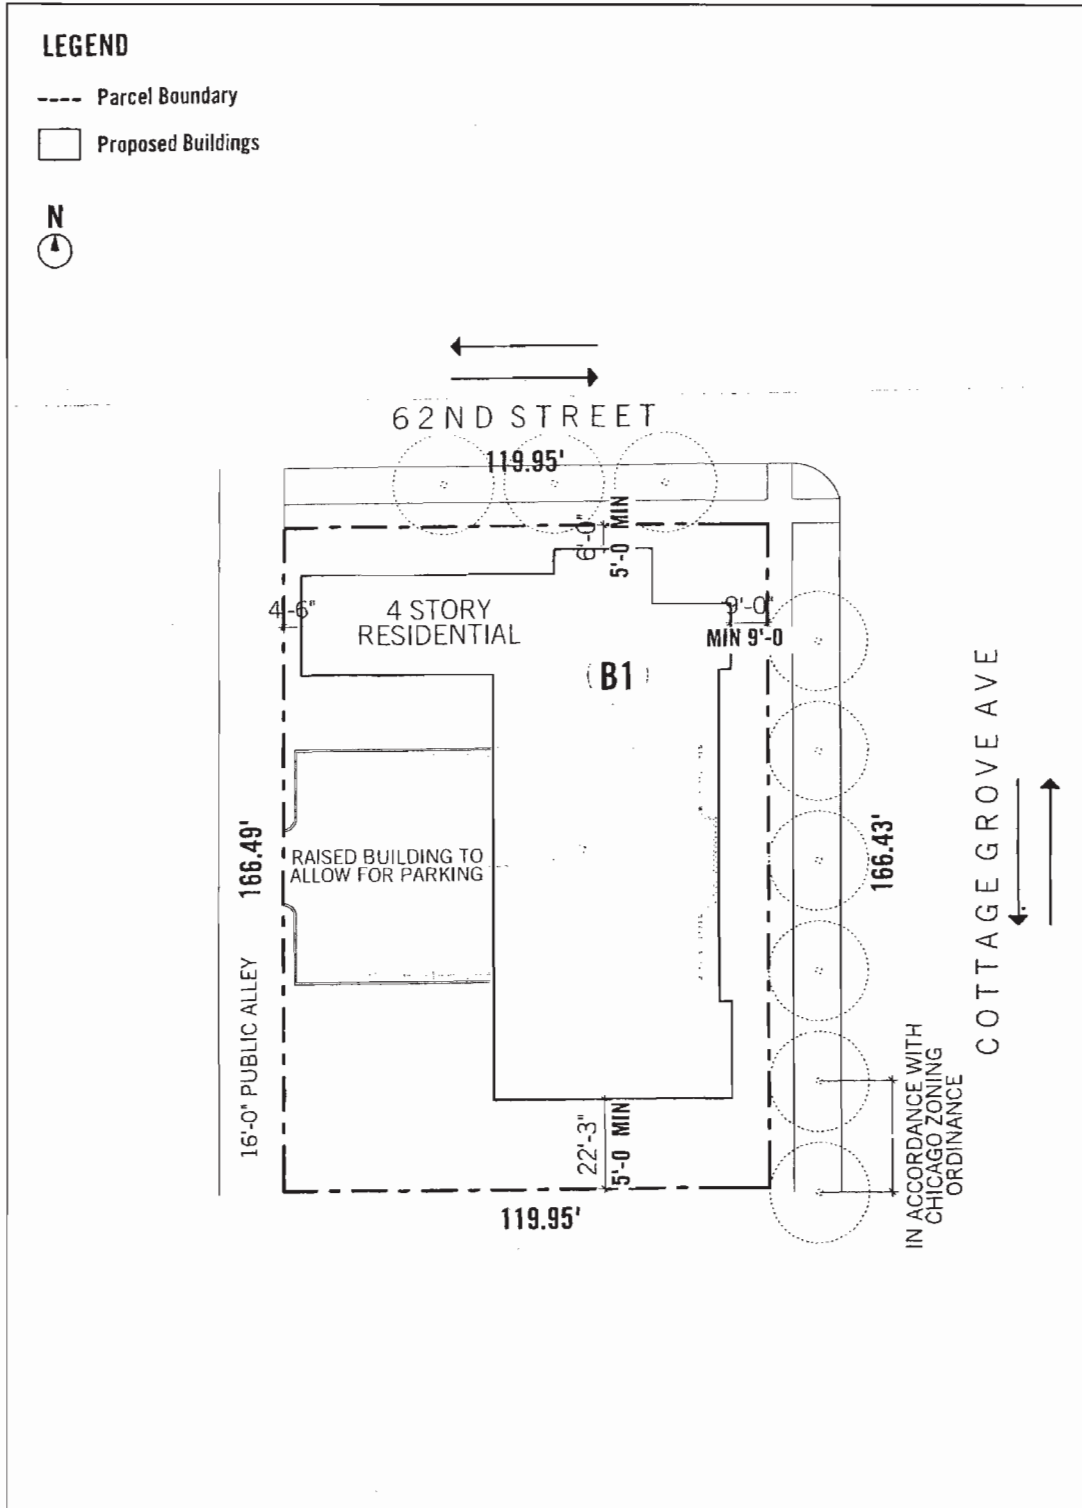 LEGEND
Parcel Boundary
Proposed Buildings
N
62ND STREET
119.95'
6'-0"
5'-0 MIN
4'-6"
4 STORY
RESIDENTIAL
9'-0"
MIN 9'-0
(B1)
COTTAGE GROVE AVE
166.49'
RAISED BUILDING TO
ALLOW FOR PARKING
166.43'
16'-0" PUBLIC ALLEY
22'-3"
5'-0 MIN
IN ACCORDANCE WITH
CHICAGO ZONING
ORDINANCE
119.95'